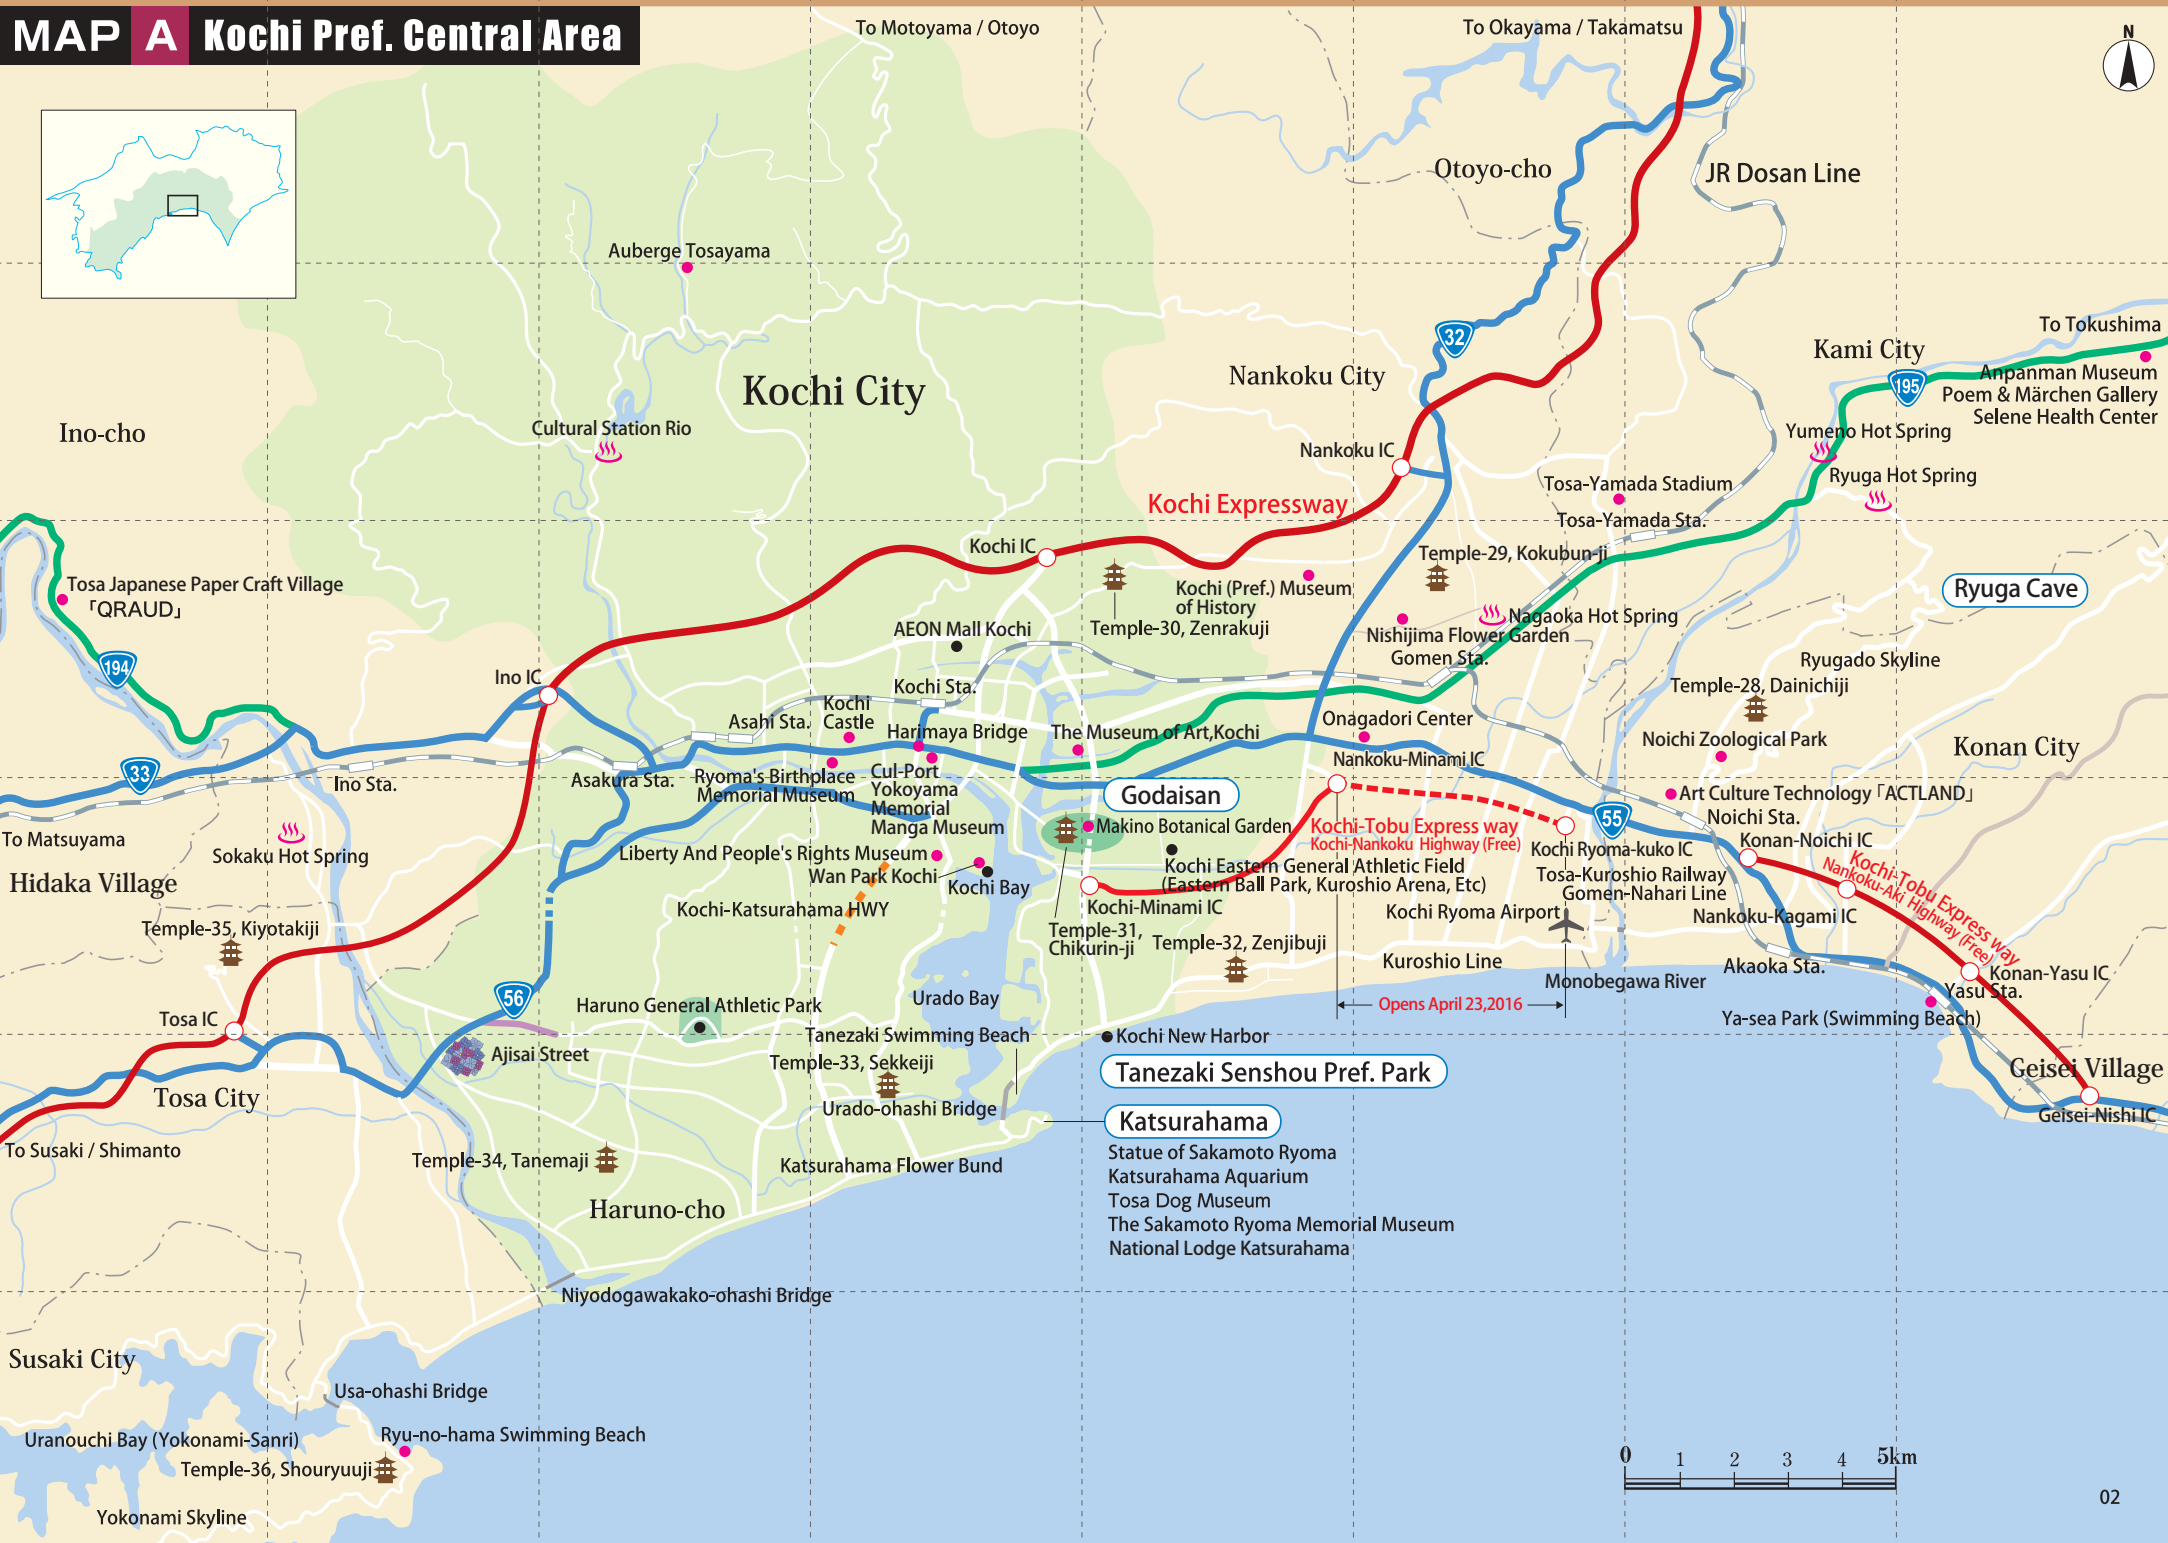 MAP A Kochi Pref. Central Area
To Motoyama / Otoyo
To Okayama / Takamatsu
N
Otoyo-cho
JR Dosan Line
Auberge Tosayama
To Tokushima
32
Kami City
Nankoku City
195
Anpanman Museum
Poem & Märchen Gallery
Selene Health Center
Kochi City
Ino-cho
Cultural Station Rio
Yumeno Hot Spring
Nankoku IC
Ryuga Hot Spring
Tosa-Yamada Stadium
Kochi Expressway
Tosa-Yamada Sta.
Kochi IC
Temple-29, Kokubun-ji
Tosa Japanese Paper Craft Village
「QRAUD」
Kochi (Pref.) Museum
of History
Ryuga Cave
Temple-30, Zenrakuji
Nagaoka Hot Spring
AEON Mall Kochi
Nishijima Flower Garden
Gomen Sta.
194
Ryugado Skyline
Ino IC
Kochi Sta.
Temple-28, Dainichiji
Kochi
Castle
Asahi Sta.
Harimaya Bridge
The Museum of Art,Kochi
Onagadori Center
Noichi Zoological Park
Konan City
Nankoku-Minami IC
33
Ino Sta.
Asakura Sta.
Ryoma's Birthplace
Memorial Museum
Cul-Port
Yokoyama
Memorial
Manga Museum
Godaisan
Art Culture Technology「ACTLAND」
55
Noichi Sta.
To Matsuyama
Makino Botanical Garden
Kochi-Tobu Express way
Kochi-Nankoku Highway (Free)
Konan-Noichi IC
Sokaku Hot Spring
Liberty And People's Rights Museum
Kochi Ryoma-kuko IC
Kochi Eastern General Athletic Field
(Eastern Ball Park, Kuroshio Arena, Etc)
Wan Park Kochi
Kochi Bay
Tosa-Kuroshio Railway
Gomen-Nahari Line
Kochi-Tobu Express way
Nankoku-Aki Highway (Free)
Hidaka Village
Kochi-Katsurahama HWY
Kochi-Minami IC
Kochi Ryoma Airport
Nankoku-Kagami IC
Temple-35, Kiyotakiji
Temple-31,
Chikurin-ji
Temple-32, Zenjibuji
Kuroshio Line
Akaoka Sta.
Konan-Yasu IC
Monobegawa River
Yasu Sta.
56
Urado Bay
Haruno General Athletic Park
Opens April 23,2016
Tosa IC
Ya-sea Park (Swimming Beach)
Tanezaki Swimming Beach
Kochi New Harbor
Ajisai Street
Temple-33, Sekkeiji
Tanezaki Senshou Pref. Park
Geisei Village
Tosa City
Urado-ohashi Bridge
Katsurahama
Geisei-Nishi IC
To Susaki / Shimanto
Temple-34, Tanemaji
Katsurahama Flower Bund
Statue of Sakamoto Ryoma
Katsurahama Aquarium
Tosa Dog Museum
The Sakamoto Ryoma Memorial Museum
National Lodge Katsurahama
Haruno-cho
Niyodogawakako-ohashi Bridge
Susaki City
Usa-ohashi Bridge
Uranouchi Bay (Yokonami-Sanri)
Ryu-no-hama Swimming Beach
Temple-36, Shouryuuji
Yokonami Skyline
0 1 2 3 4 5km
02